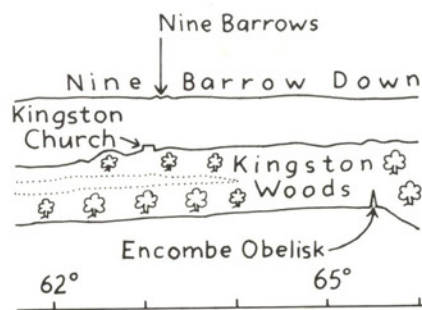 Nine Barrows
Nine Barrow Down
Kingston
Church
Kingston
Woods
Encombe Obelisk
62° 65°